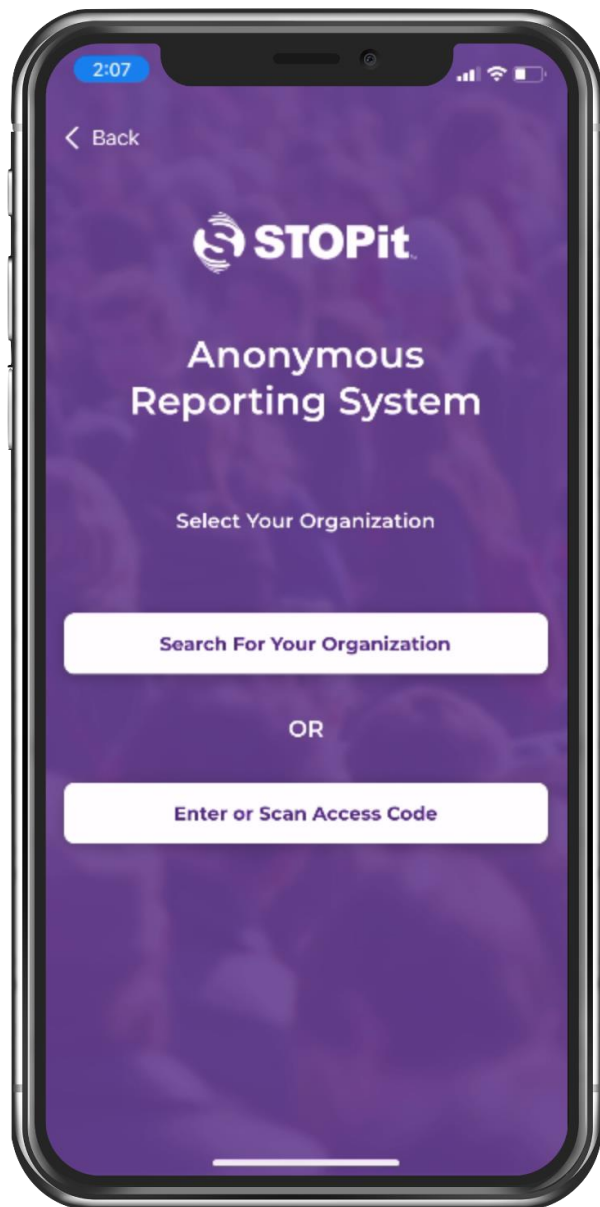 2:07
Back
STOPit
Anonymous
Reporting System
Select Your Organization
Search For Your Organization
OR
Enter or Scan Access Code